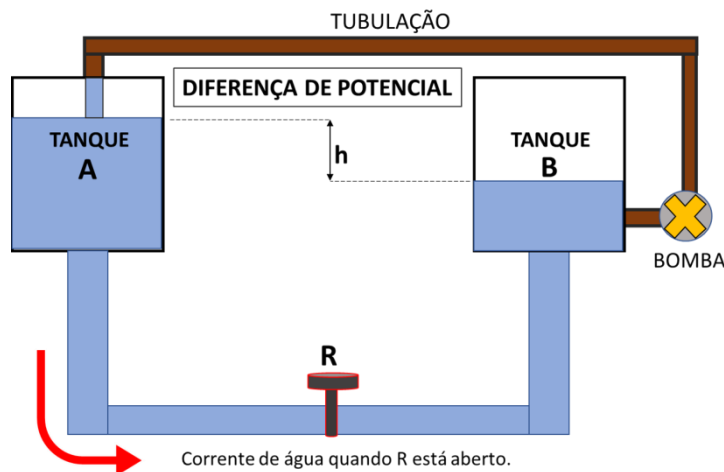 TUBULAÇÃO
DIFERENÇA DE POTENCIAL
TANQUE
A
h
TANQUE
B
BOMBA
R
Corrente de água quando R está aberto.